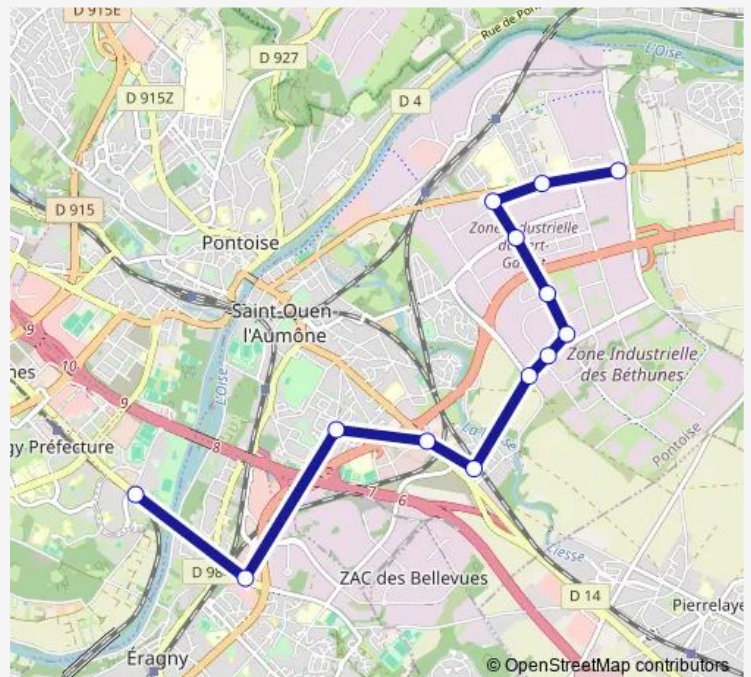 D 915E
D 927
Rue de Pon
L'Oise
D 915Z
D 4
D 915
Pontoise
Zone Industrielle
du Vert-
Galant
9
Saint-Ouen-
l'Aumône
10
nes
9
L'Oise
Zone Industrielle
des Béthunes
gy Préfecture
8
La Liesse
Pontoise
7
6
D 98
ZAC des Bellevues
Liesse
D 14
Pierrelaye
Éragny
© OpenStreetMap contributors